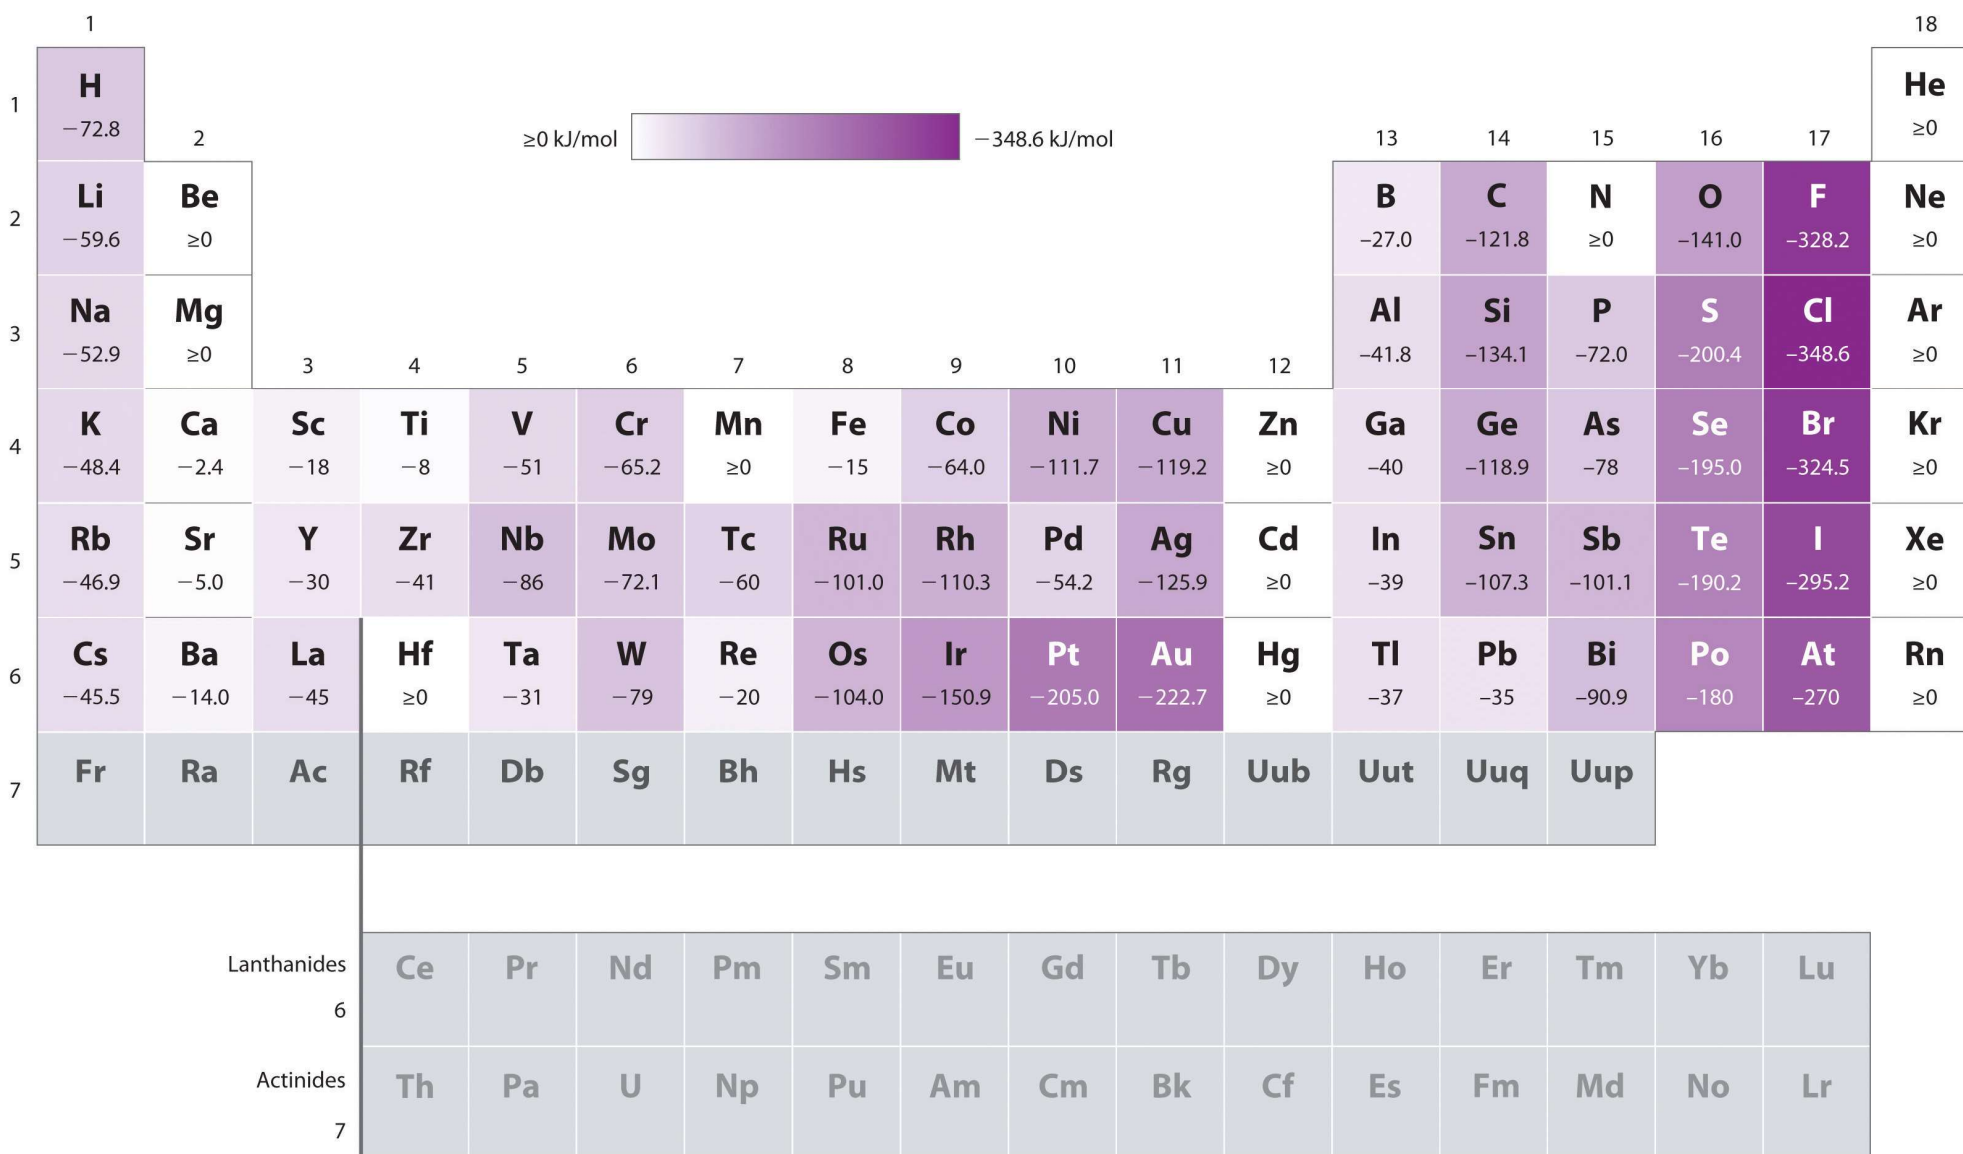 1 18
1 H He
−72.8 ≥0
2 ≥0 kJ/mol −348.6 kJ/mol 13 14 15 16 17
2 Li Be B C N O F Ne
−59.6 ≥0 –27.0 –121.8 ≥0 –141.0 –328.2 ≥0
3 Na Mg Al Si P S Cl Ar
−52.9 ≥0 –41.8 –134.1 –72.0 –200.4 –348.6 ≥0
3 4 5 6 7 8 9 10 11 12
4 K Ca Sc Ti V Cr Mn Fe Co Ni Cu Zn Ga Ge As Se Br Kr
−48.4 −2.4 −18 −8 −51 −65.2 ≥0 −15 −64.0 −111.7 −119.2 ≥0 –40 –118.9 –78 –195.0 –324.5 ≥0
5 Rb Sr Y Zr Nb Mo Tc Ru Rh Pd Ag Cd In Sn Sb Te I Xe
−46.9 −5.0 −30 −41 −86 −72.1 −60 −101.0 −110.3 −54.2 −125.9 ≥0 –39 –107.3 –101.1 –190.2 –295.2 ≥0
6 Cs Ba La Hf Ta W Re Os Ir Pt Au Hg Tl Pb Bi Po At Rn
−45.5 −14.0 −45 ≥0 −31 −79 −20 −104.0 −150.9 −205.0 −222.7 ≥0 –37 –35 –90.9 –180 –270 ≥0
7 Fr Ra Ac Rf Db Sg Bh Hs Mt Ds Rg Uub Uut Uuq Uup
Lanthanides Ce Pr Nd Pm Sm Eu Gd Tb Dy Ho Er Tm Yb Lu
6
Actinides Th Pa U Np Pu Am Cm Bk Cf Es Fm Md No Lr
7